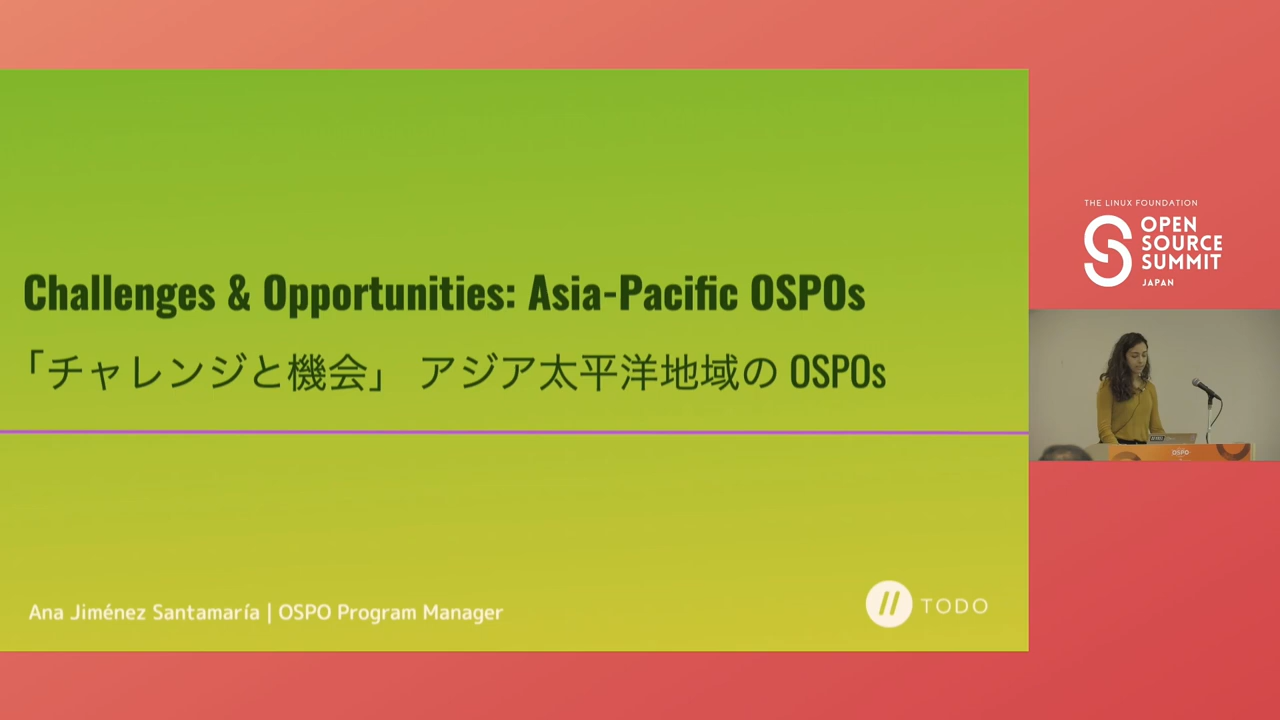 Challenges & Opportunities: Asia-Pacific OSPOs
「チャレンジと機会」 アジア太平洋地域の OSPOs
Ana Jiménez Santamaría | OSPO Program Manager
// TODO
THE LINUX FOUNDATION
OPEN
SOURCE
SUMMIT
JAPAN
OSPO